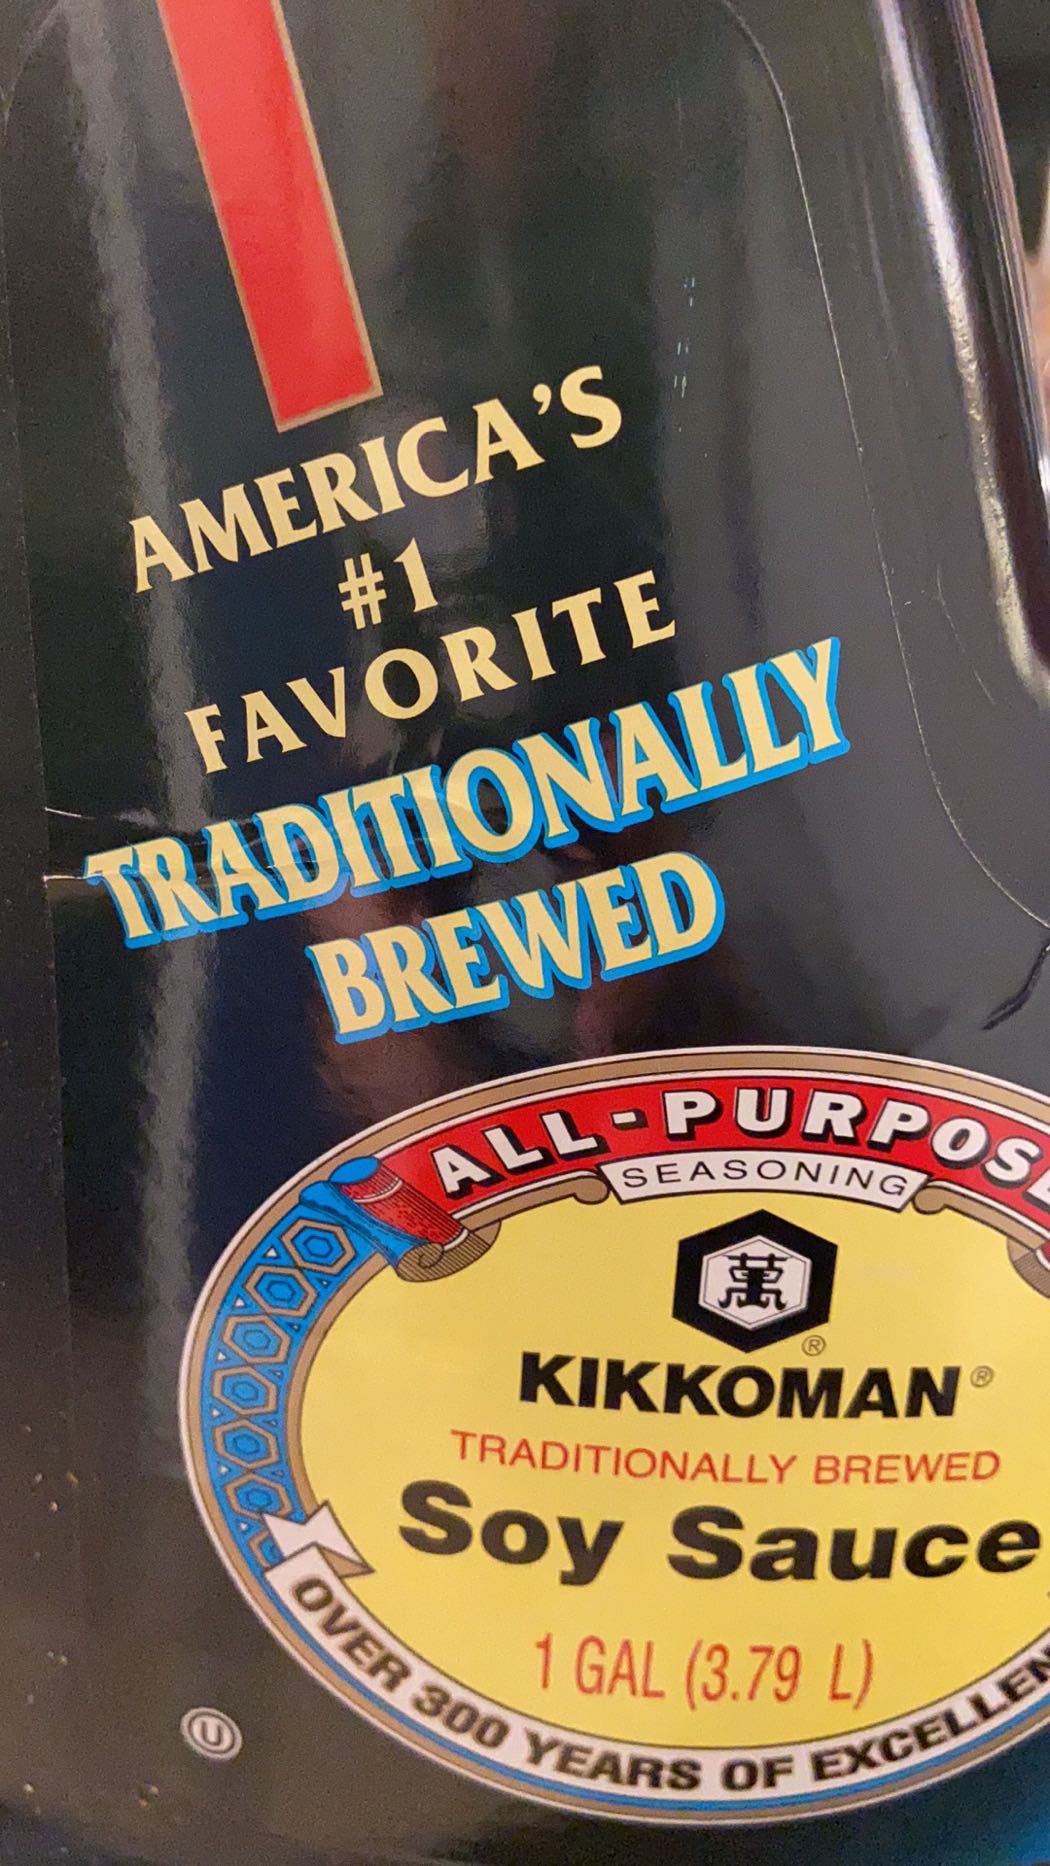 AMERICA'S
#1
FAVORITE
TRADITIONALLY
BREWED
ALL-PURPOSE
SEASONING
萬
®
KIKKOMAN®
TRADITIONALLY BREWED
Soy Sauce
1 GAL (3.79 L)
OVER 300 YEARS OF EXCELLEN
U